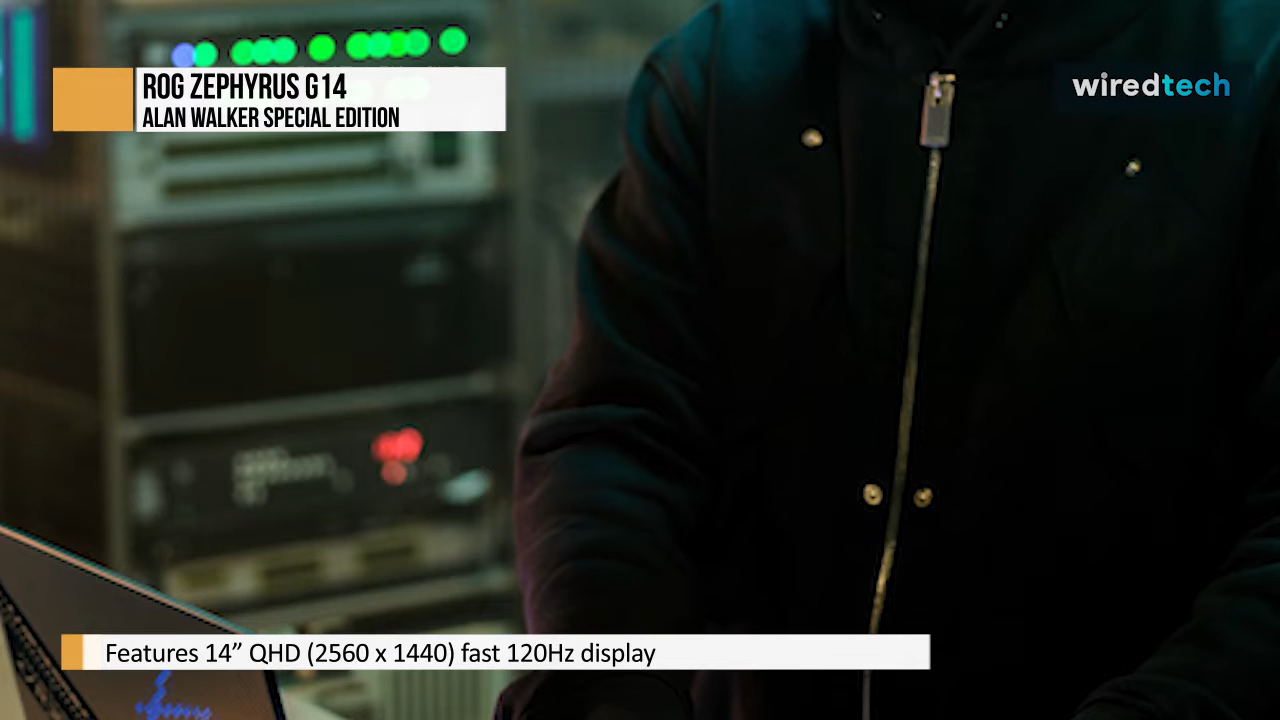 ROG ZEPHYRUS G14
ALAN WALKER SPECIAL EDITION
wiredtech
Features 14” QHD (2560 x 1440) fast 120Hz display